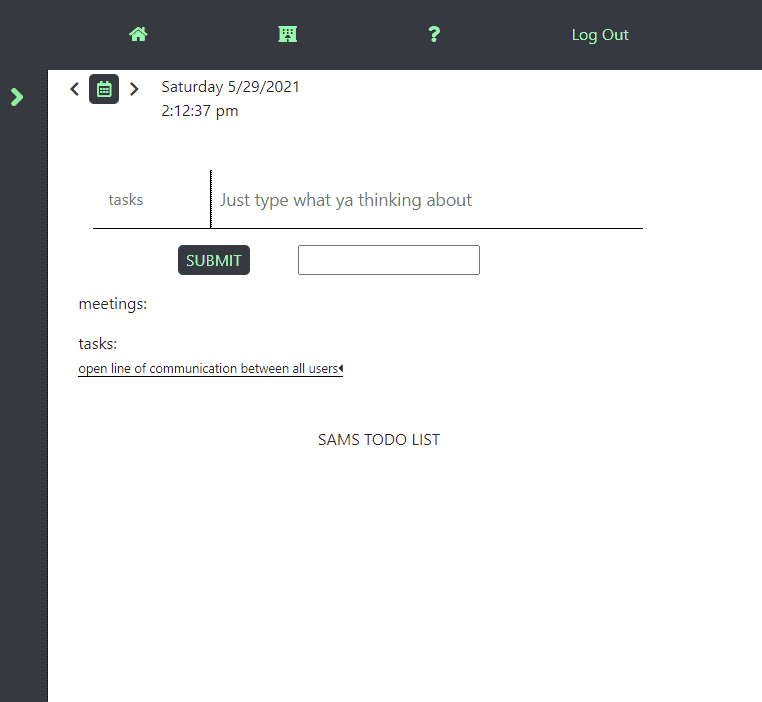 Log Out
Saturday 5/29/2021
2:12:37 pm
tasks
Just type what ya thinking about
SUBMIT
meetings:
tasks:
open line of communication between all users
SAMS TODO LIST